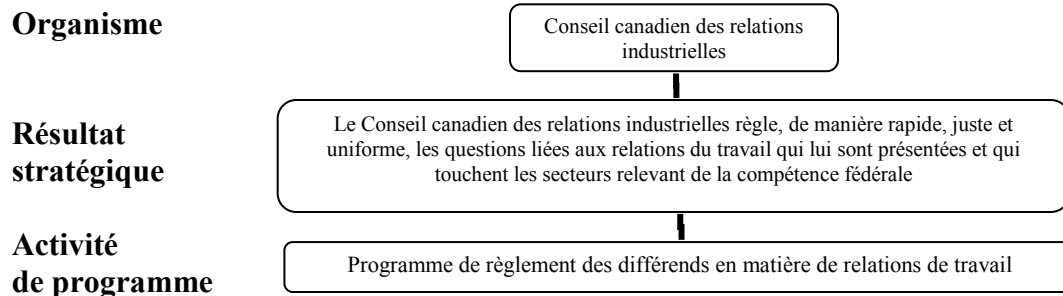 Organisme
Conseil canadien des relations
industrielles
Résultat
stratégique
Le Conseil canadien des relations industrielles règle, de manière rapide, juste et
uniforme, les questions liées aux relations du travail qui lui sont présentées et qui
touchent les secteurs relevant de la compétence fédérale
Activité
de programme
Programme de règlement des différends en matière de relations de travail